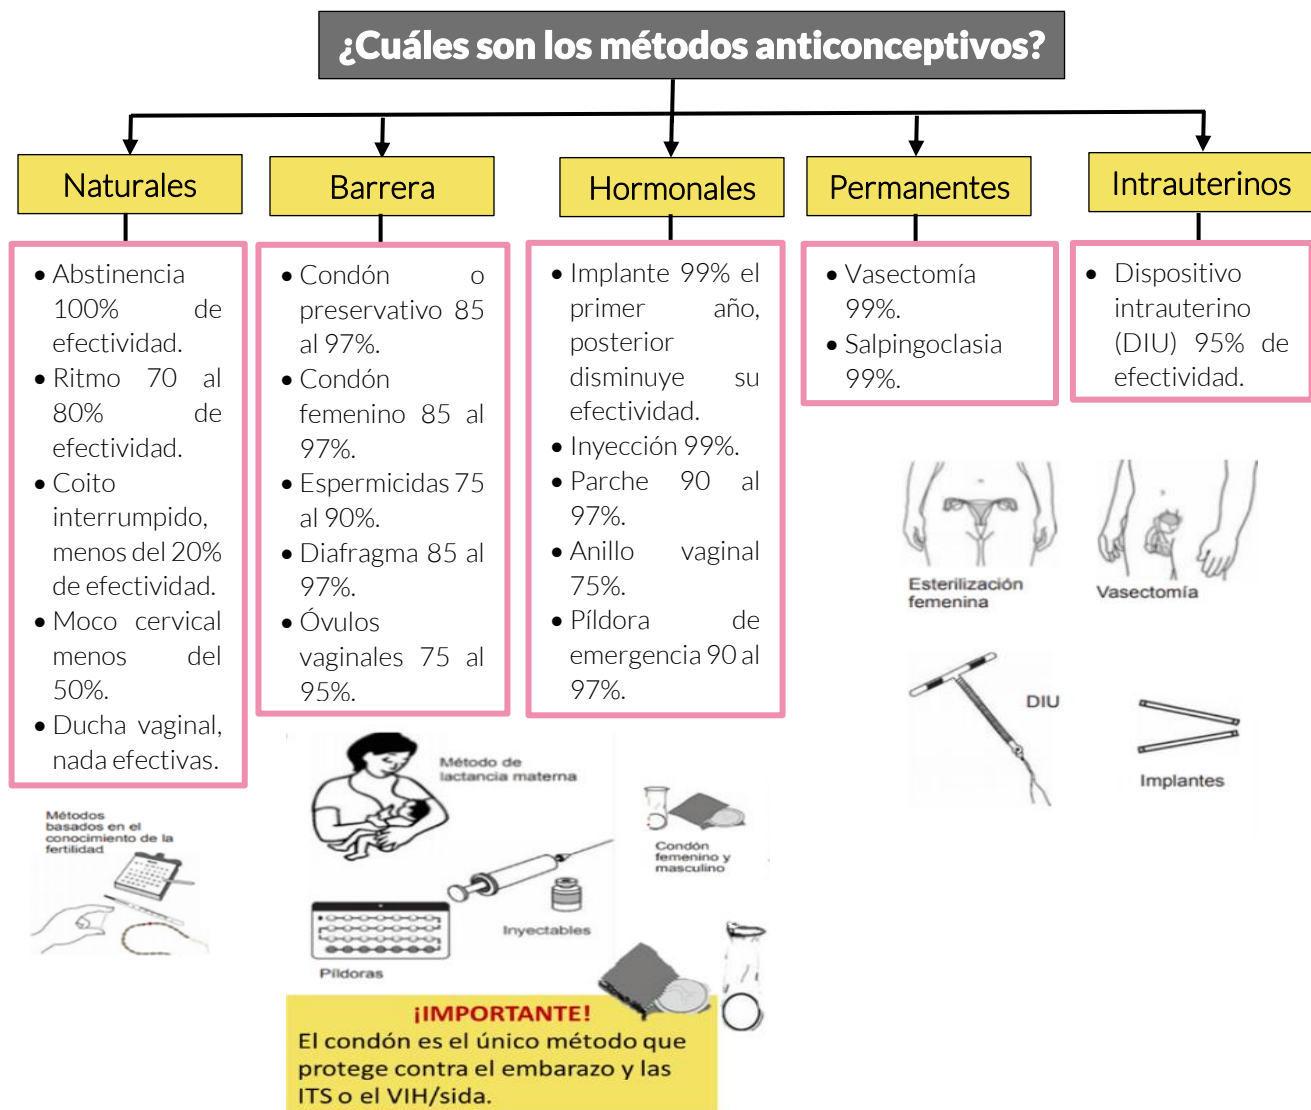 ¿Cuáles son los métodos anticonceptivos?
Naturales
Barrera
Hormonales
Permanentes
Intrauterinos
• Abstinencia
100% de
efectividad.
• Ritmo 70 al
80% de
efectividad.
• Coito
interrumpido,
menos del 20%
de efectividad.
• Moco cervical
menos del
50%.
• Ducha vaginal,
nada efectivas.
• Condón o
preservativo 85
al 97%.
• Condón
femenino 85 al
97%.
• Espermicidas 75
al 90%.
• Diafragma 85 al
97%.
• Óvulos
vaginales 75 al
95%.
• Implante 99% el
primer año,
posterior
disminuye su
efectividad.
• Inyección 99%.
• Parche 90 al
97%.
• Anillo vaginal
75%.
• Píldora de
emergencia 90 al
97%.
• Vasectomía
99%.
• Salpingoclasia
99%.
• Dispositivo
intrauterino
(DIU) 95% de
efectividad.
Esterilización
femenina
Vasectomía
DIU
Implantes
Métodos
basados en el
conocimiento de la
fertilidad
Método de
lactancia materna
Condón
femenino y
masculino
Inyectables
Píldoras
¡IMPORTANTE!
El condón es el único método que
protege contra el embarazo y las
ITS o el VIH/sida.